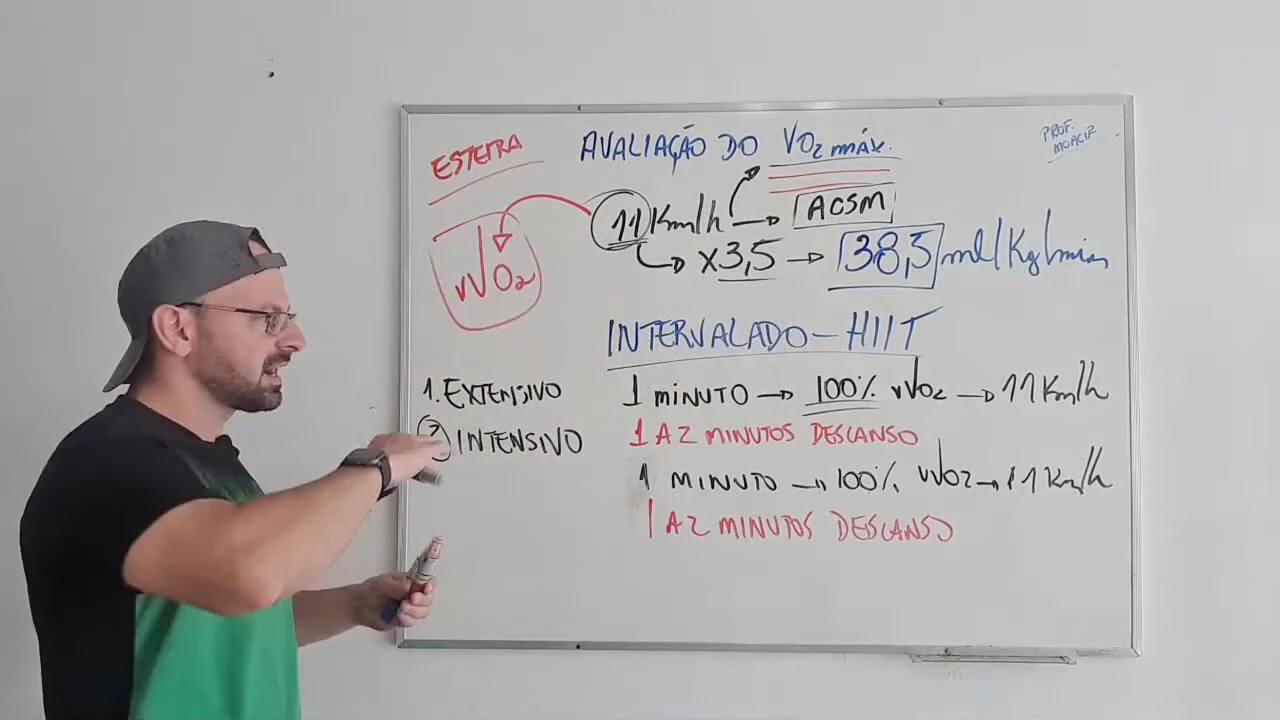 ESTEIRA
AVALIAÇÃO DO VO2 máx.
PROF. MOACIR
11 Km/h → ACSM
x3,5 → 38,5 ml/Kg/min
vVO2
INTERVALADO - HIIT
1. EXTENSIVO
2 INTENSIVO
1 MINUTO → 100% vVO2 → 11 Km/h
1 A 2 MINUTOS DESCANSO
1 MINUTO → 100% vVO2 → 11 Km/h
1 A 2 MINUTOS DESCANSO